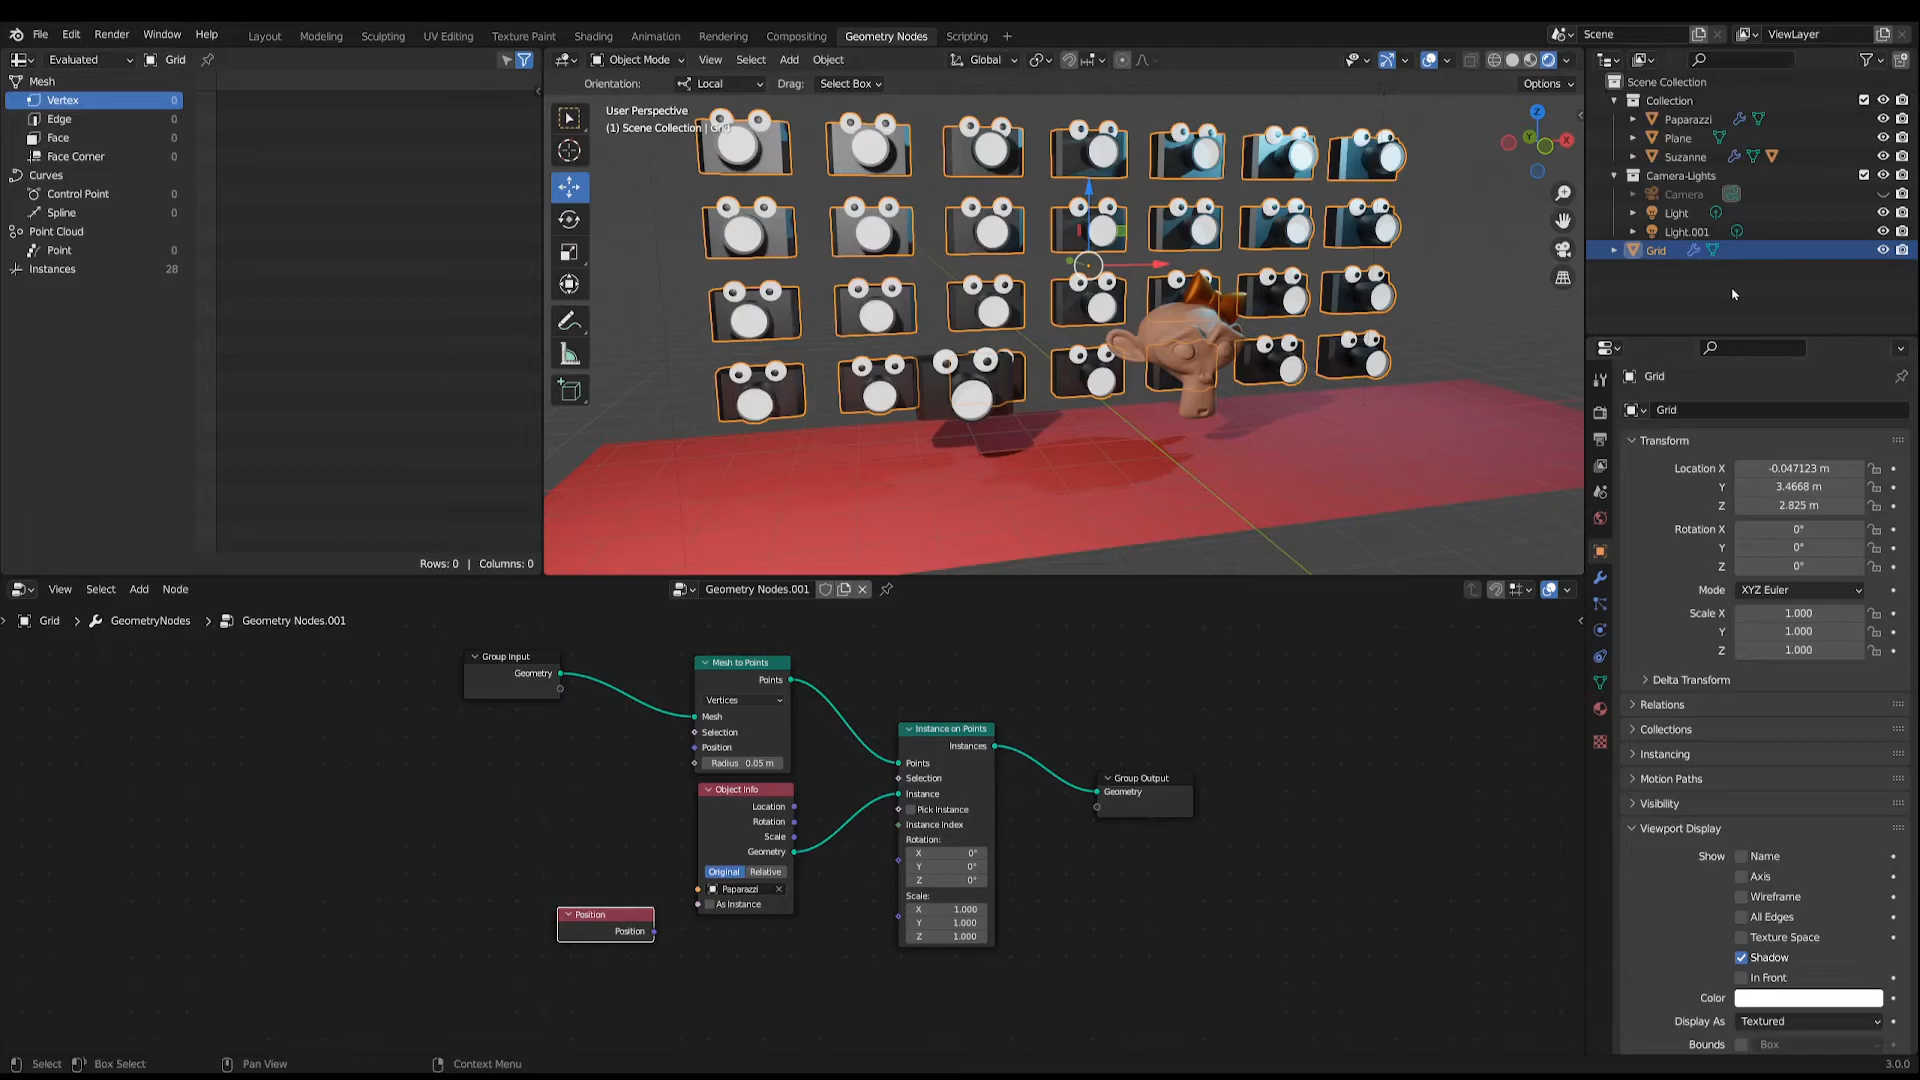 File Edit Render Window Help Layout Modeling Sculpting UV Editing Texture Paint Shading Animation Rendering Compositing Geometry Nodes Scripting Scene ViewLayer
Evaluated Grid
Mesh
Vertex 0
Edge 0
Face 0
Face Corner 0
Curves
Control Point 0
Spline 0
Point Cloud
Point 0
Instances 28
Rows: 0 | Columns: 0
Object Mode View Select Add Object Global
Orientation: Local Drag: Select Box Options
User Perspective
(1) Scene Collection | Grid
Z
Y
X
Scene Collection
Collection
Paparazzi
Plane
Suzanne
Camera-Lights
Camera
Light
Light.001
Grid
Grid
Grid
Transform
Location X -0.047123 m
Y 3.4668 m
Z 2.825 m
Rotation X 0°
Y 0°
Z 0°
Mode XYZ Euler
Scale X 1.000
Y 1.000
Z 1.000
Delta Transform
Relations
Collections
Instancing
Motion Paths
Visibility
Viewport Display
Show Name
Axis
Wireframe
All Edges
Texture Space
Shadow
In Front
Color
Display As Textured
Bounds Box
View Select Add Node Geometry Nodes.001
Grid > GeometryNodes > Geometry Nodes.001
Group Input
Geometry
Mesh to Points
Points
Vertices
Mesh
Selection
Position
Radius 0.05 m
Object Info
Location
Rotation
Scale
Geometry
Original Relative
Paparazzi
As Instance
Position
Position
Instance on Points
Instances
Points
Selection
Instance
Pick Instance
Instance Index
Rotation:
X 0°
Y 0°
Z 0°
Scale:
X 1.000
Y 1.000
Z 1.000
Group Output
Geometry
Select Box Select Pan View Context Menu 3.0.0